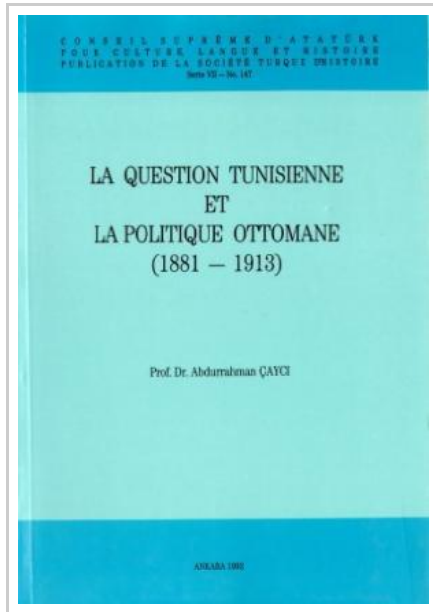 CONSEIL SUPRÊME D'ATATÜRK
POUR CULTURE, LANGUE ET HISTOIRE
PUBLICATION DE LA SOCIÉTÉ TURQUE D'HISTOIRE
Serie VII — No. 147
LA QUESTION TUNISIENNE
ET
LA POLITIQUE OTTOMANE
(1881 — 1913)
Prof. Dr. Abdurrahman ÇAYCI
ANKARA 1992